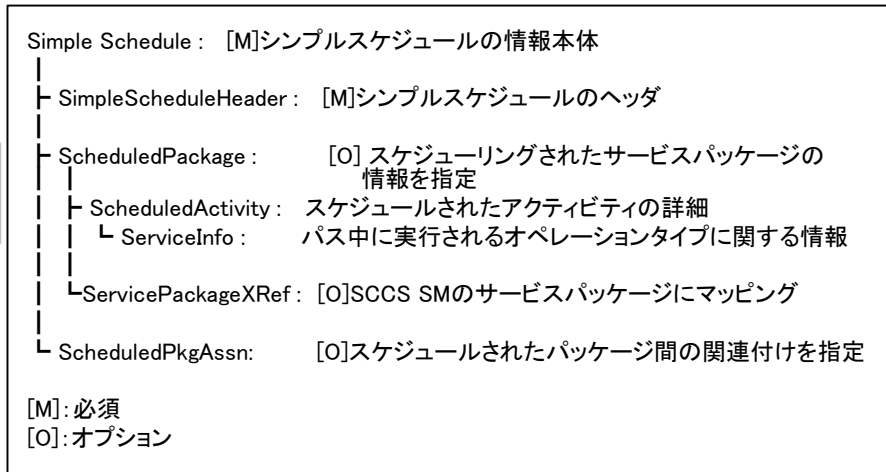 Simple Schedule : [M]シンプルスケジュールの情報本体
SimpleScheduleHeader : [M]シンプルスケジュールのヘッダ
ScheduledPackage : [O] スケジューリングされたサービスパッケージの
情報を指定
ScheduledActivity : スケジュールされたアクティビティの詳細
ServiceInfo : パス中に実行されるオペレーションタイプに関する情報
ServicePackageXRef : [O]SCCS SMのサービスパッケージにマッピング
ScheduledPkgAssn: [O]スケジュールされたパッケージ間の関連付けを指定
[M]:必須
[O]:オプション